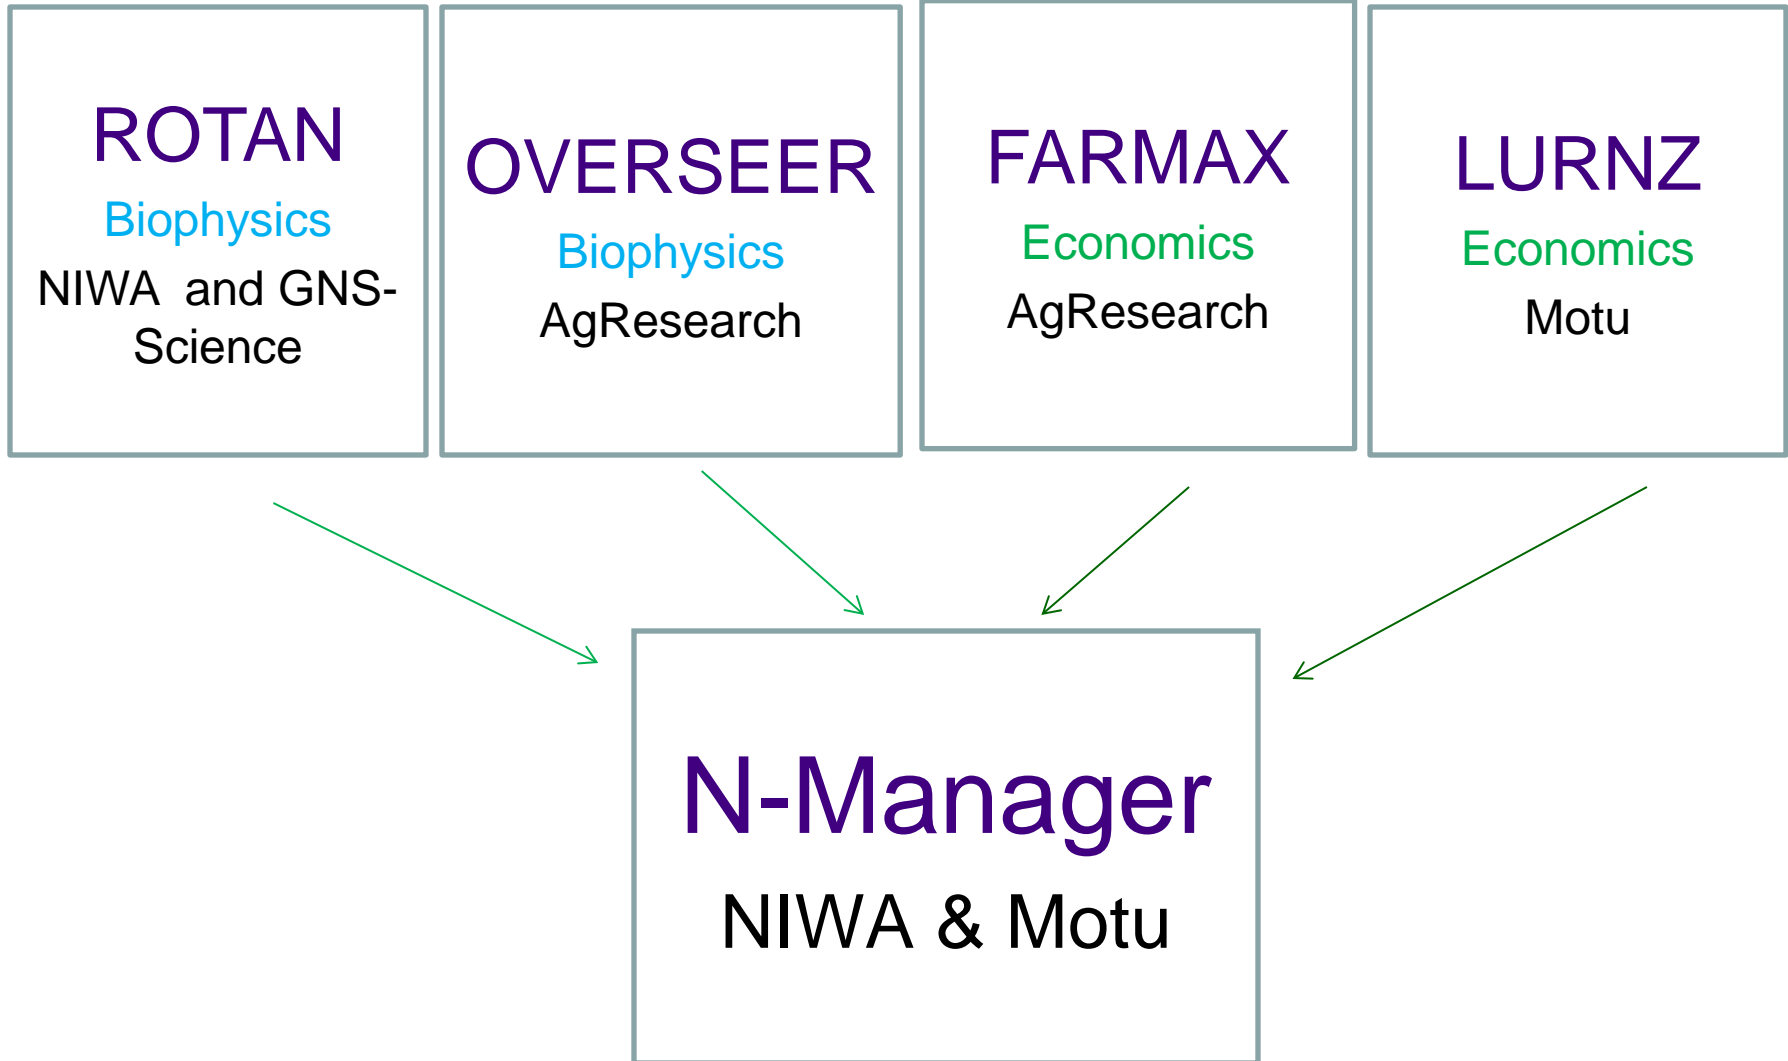 ROTAN
Biophysics
NIWA and GNS-
Science
OVERSEER
Biophysics
AgResearch
FARMAX
Economics
AgResearch
LURNZ
Economics
Motu
N-Manager
NIWA & Motu